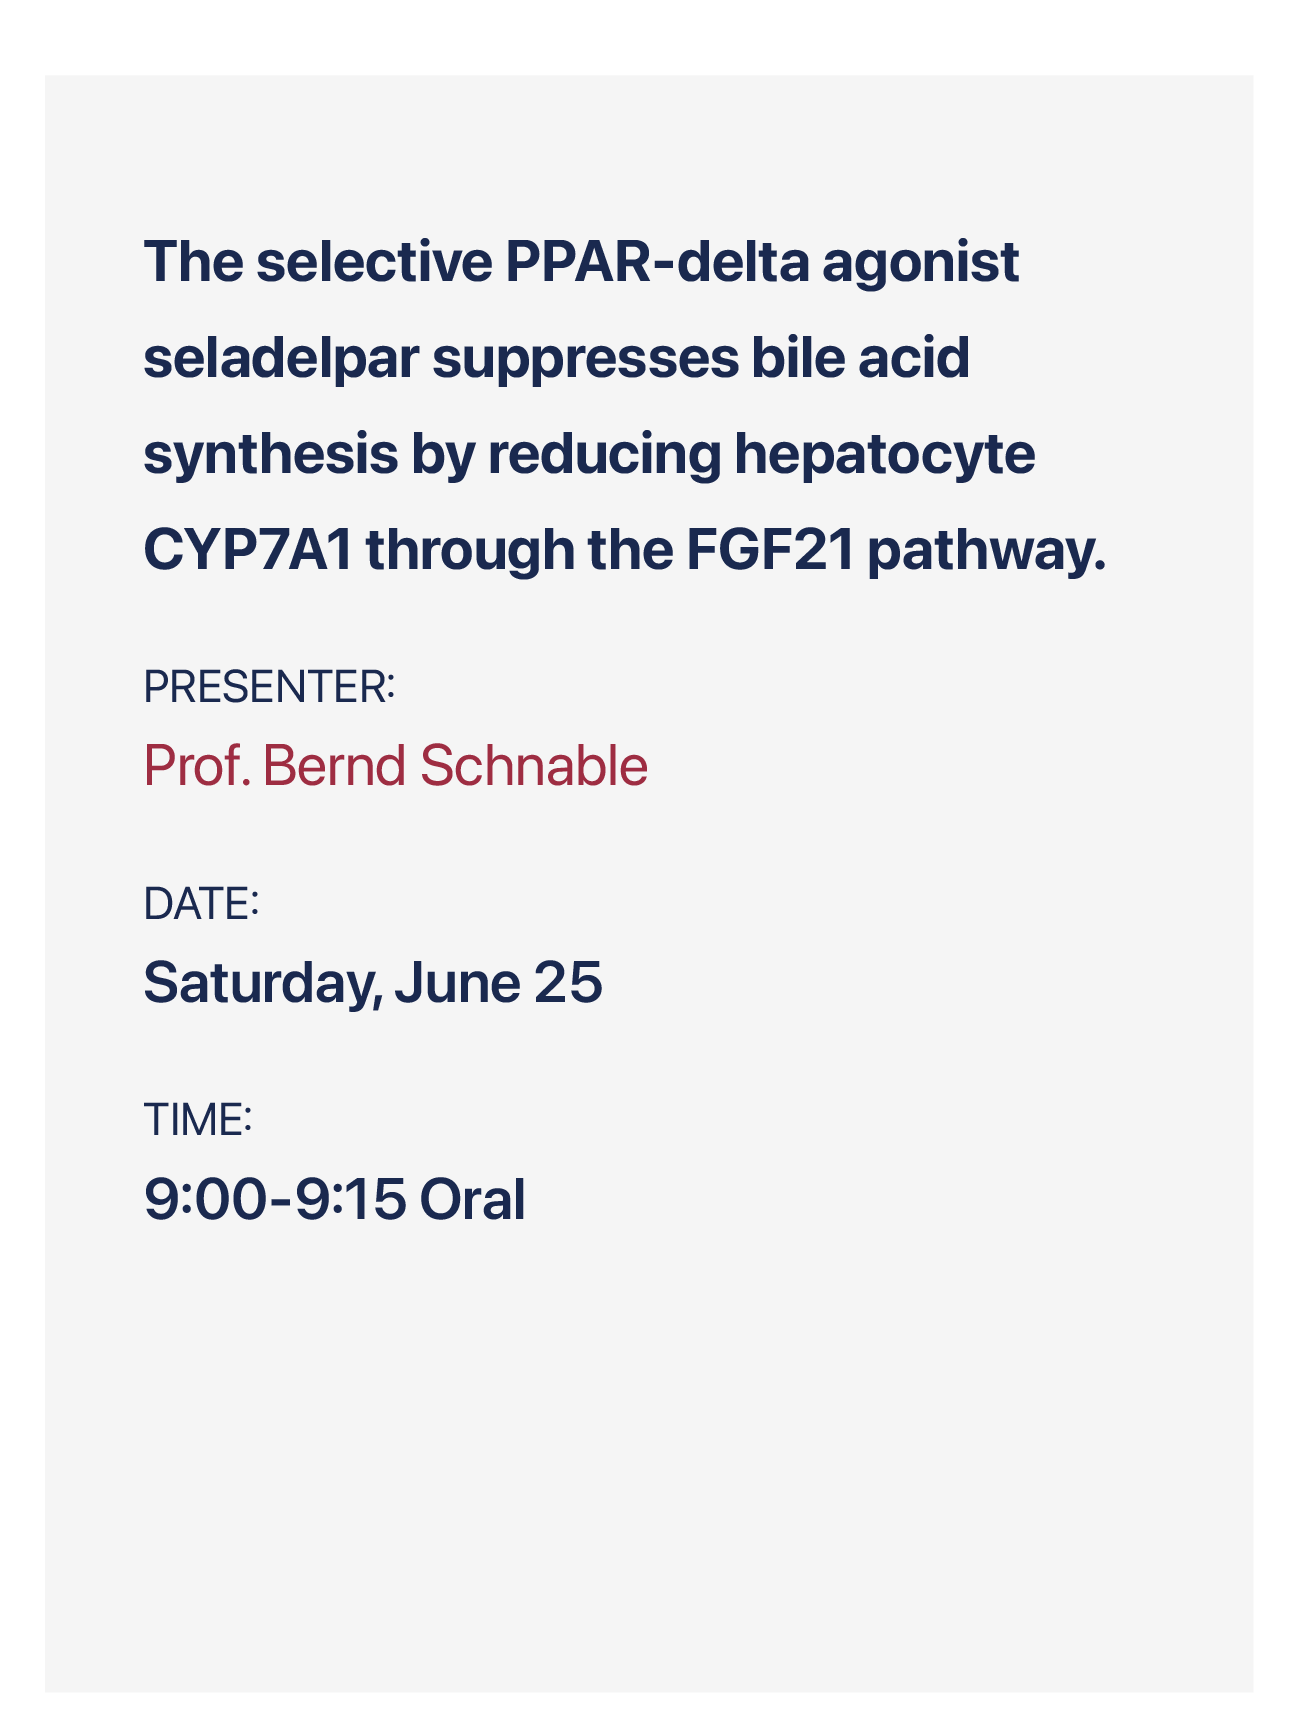 The selective PPAR-delta agonist
seladelpar suppresses bile acid
synthesis by reducing hepatocyte
CYP7A1 through the FGF21 pathway.
PRESENTER:
Prof. Bernd Schnable
DATE:
Saturday, June 25
TIME:
9:00-9:15 Oral